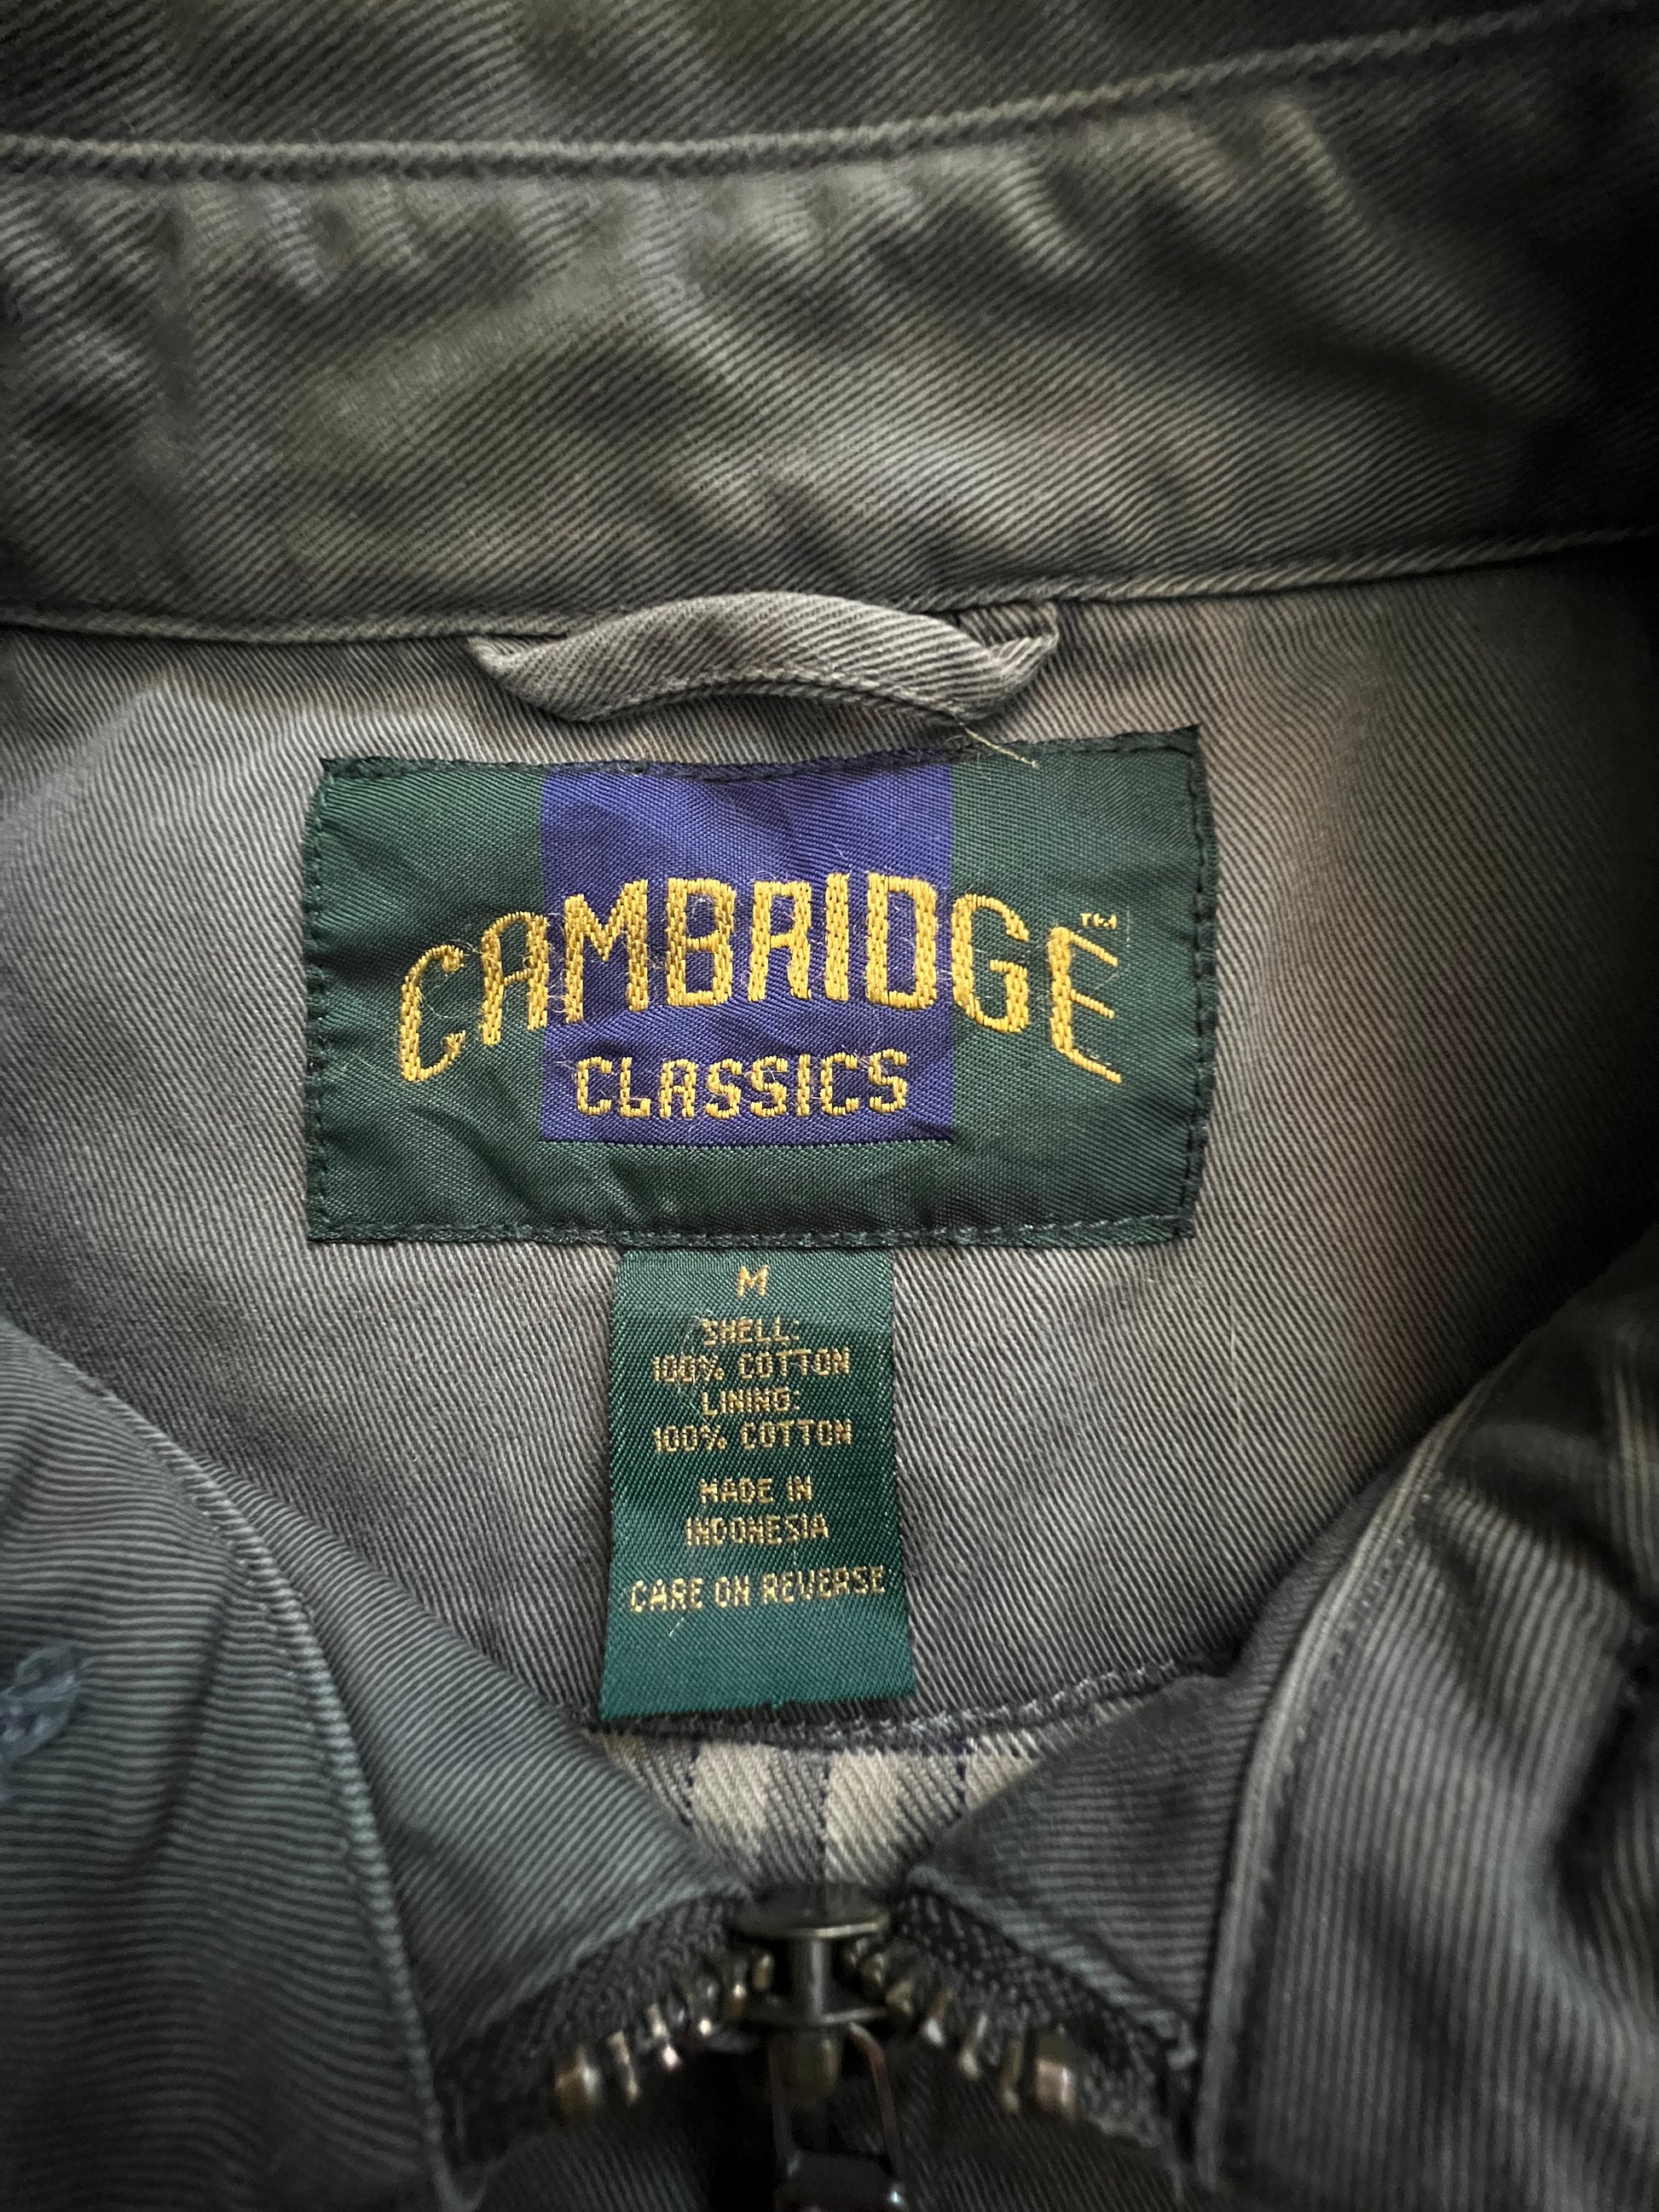 CAMBRIDGE™
CLASSICS
M
SHELL:
100% COTTON
LINING:
100% COTTON
MADE IN
INDONESIA
CARE ON REVERSE